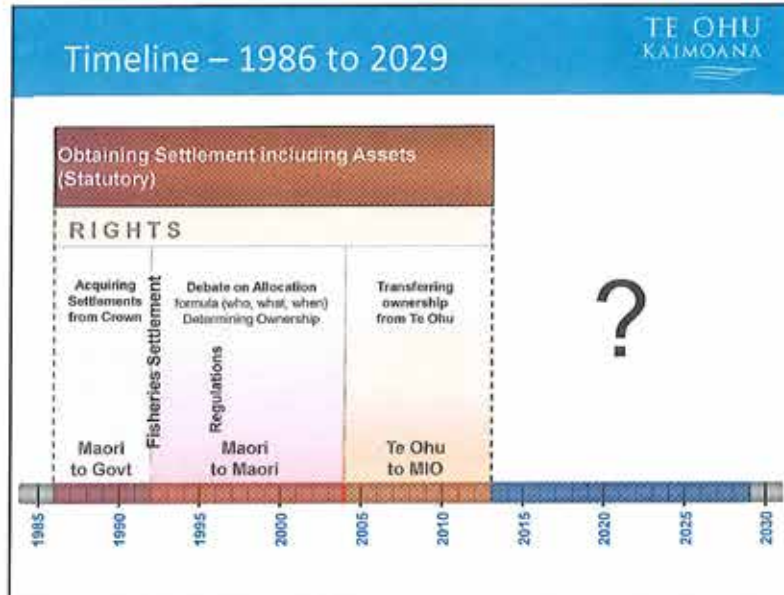 Timeline – 1986 to 2029
TE OHU
KAIMOANA
Obtaining Settlement including Assets
(Statutory)
RIGHTS
Acquiring
Settlements
from Crown
Fisheries Settlement
Debate on Allocation
formula (who, what, when)
Determining Ownership
Regulations
Transferring
ownership
from Te Ohu
?
Maori
to Govt
Maori
to Maori
Te Ohu
to MIO
1985
1990
1995
2000
2005
2010
2015
2020
2025
2030